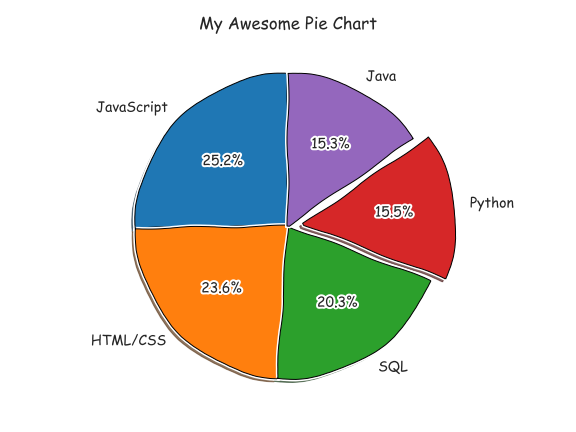 My Awesome Pie Chart
Java
JavaScript
15.3%
25.2%
Python
15.5%
23.6%
20.3%
HTML/CSS
SQL